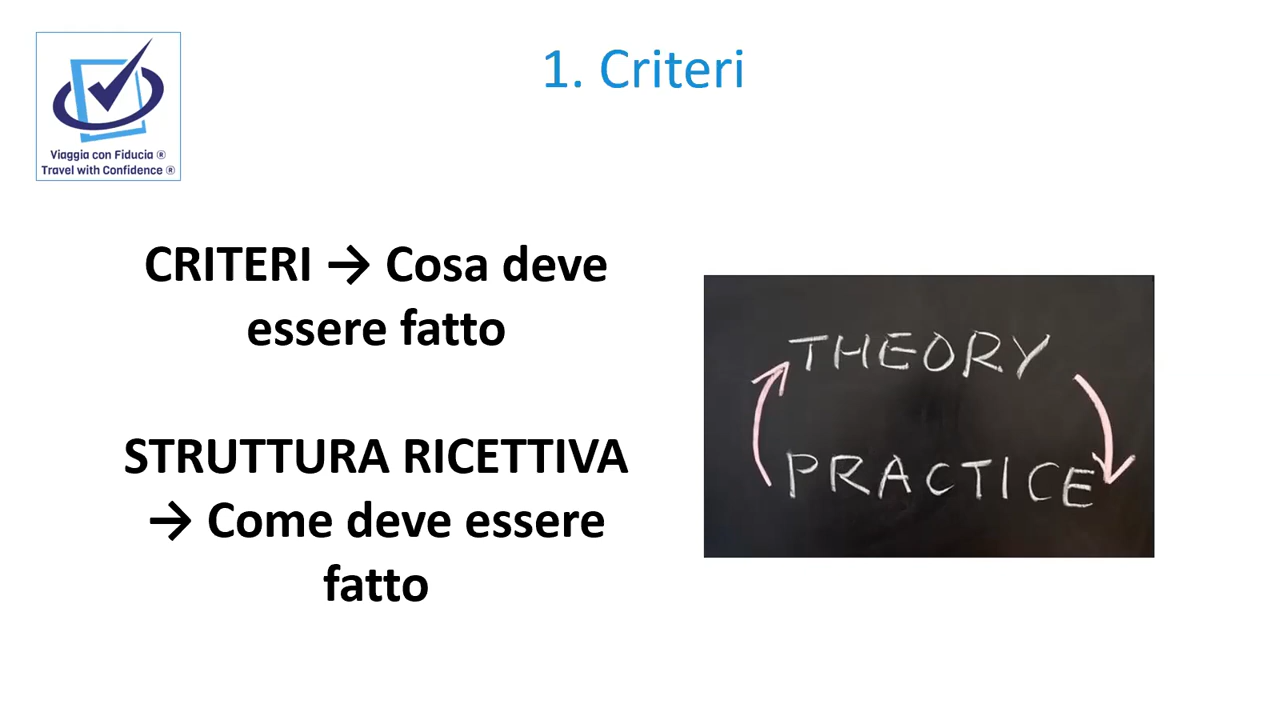 Viaggia con Fiducia ®
Travel with Confidence ®
1. Criteri
CRITERI → Cosa deve
essere fatto
STRUTTURA RICETTIVA
→ Come deve essere
fatto
THEORY
PRACTICE